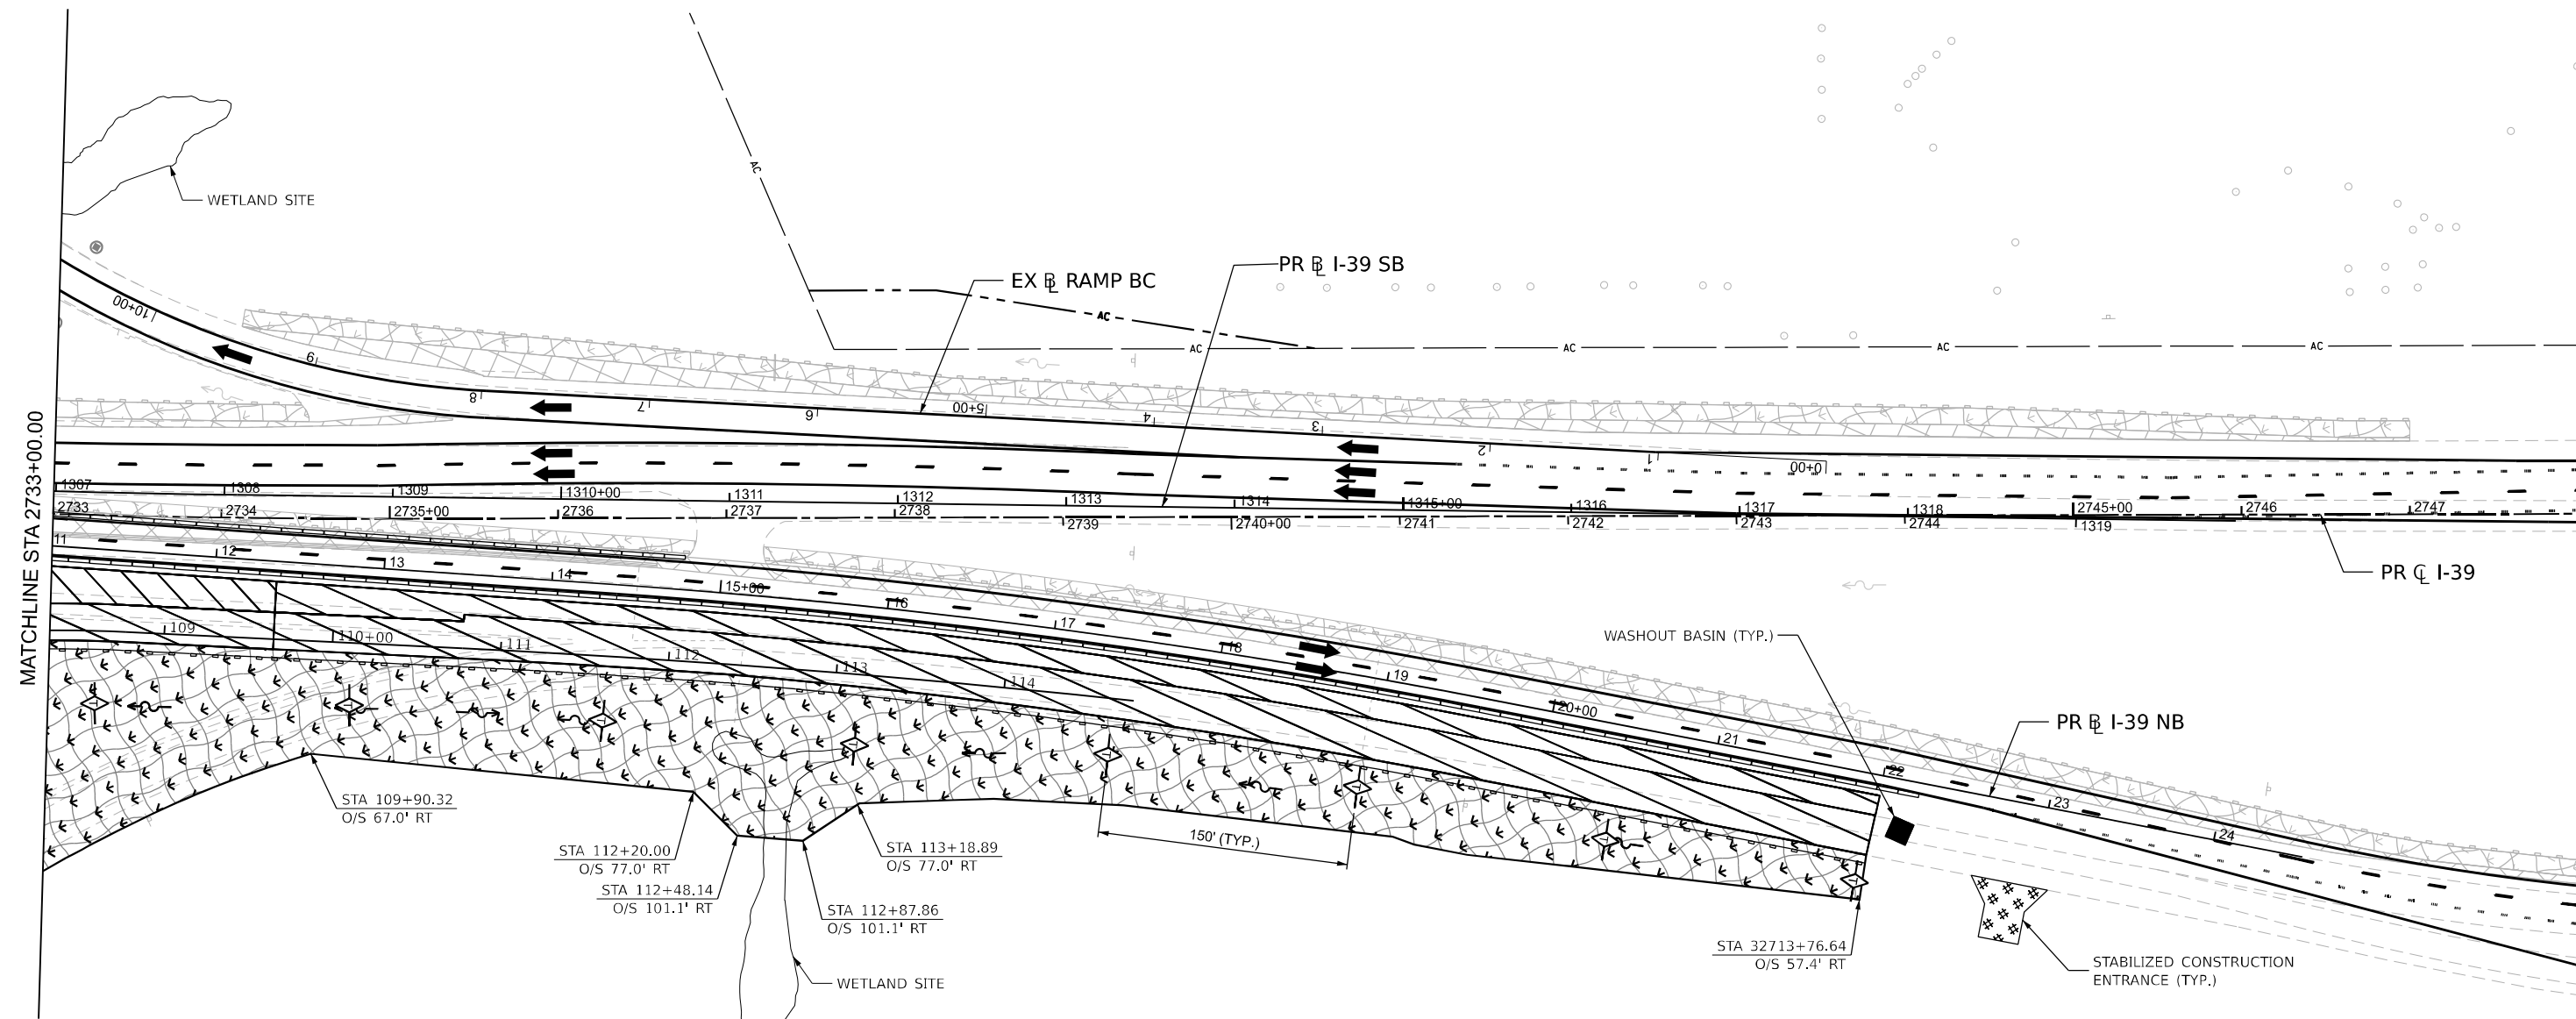 WETLAND SITE
AC
EX BL RAMP BC
PR BL I-39 SB
AC
AC
AC
AC
AC
10+00
9
8
7
6
5+00
4
3
2
1
0+00
1307
1308
1309
1310+00
1311
1312
1313
1314
1315+00
1316
1317
1318
1319
2733
2734
2735+00
2736
2737
2738
2739
2740+00
2741
2742
2743
2744
2745+00
2746
2747
PR CL I-39
MATCHLINE STA 2733+00.00
11
12
13
14
15+00
16
17
18
19
20+00
21
22
23
24
109
110+00
111
112
113
114
WASHOUT BASIN (TYP.)
PR BL I-39 NB
T
T
T
T
T
T
T
T
150' (TYP.)
STA 109+90.32
O/S 67.0' RT
STA 112+20.00
O/S 77.0' RT
STA 112+48.14
O/S 101.1' RT
STA 113+18.89
O/S 77.0' RT
STA 112+87.86
O/S 101.1' RT
WETLAND SITE
STA 32713+76.64
O/S 57.4' RT
STABILIZED CONSTRUCTION
ENTRANCE (TYP.)